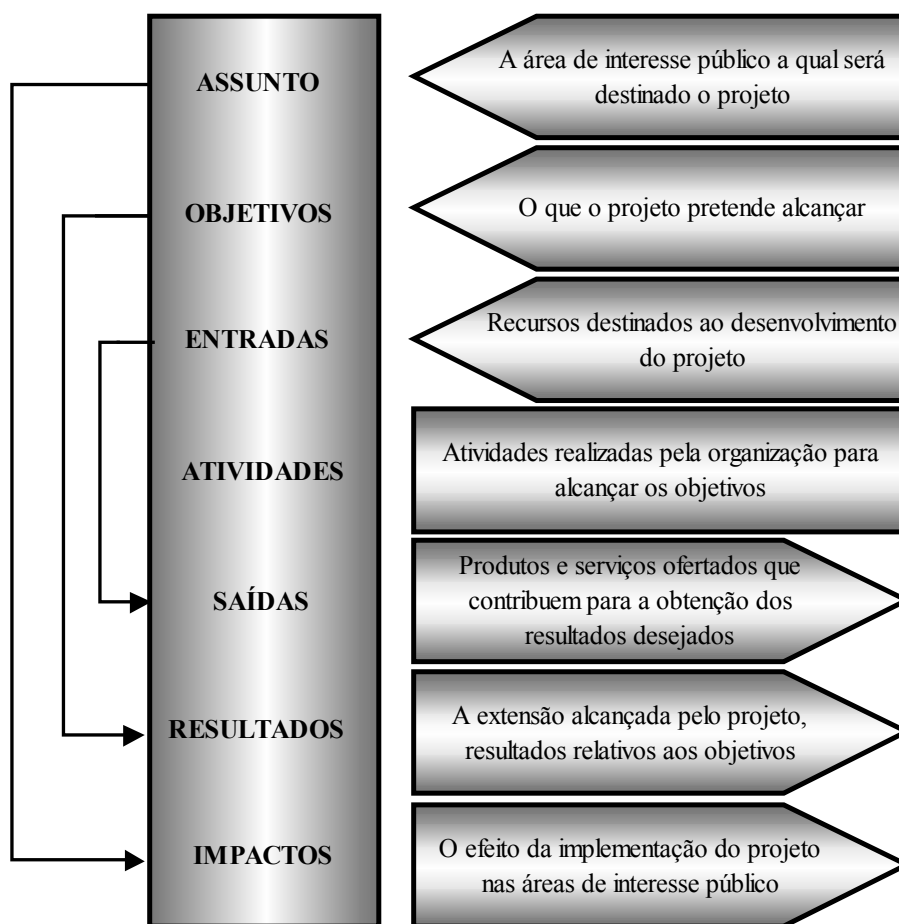 ASSUNTO
A área de interesse público a qual será
destinado o projeto
OBJETIVOS
O que o projeto pretende alcançar
ENTRADAS
Recursos destinados ao desenvolvimento
do projeto
ATIVIDADES
Atividades realizadas pela organização para
alcançar os objetivos
SAÍDAS
Produtos e serviços ofertados que
contribuem para a obtenção dos
resultados desejados
RESULTADOS
A extensão alcançada pelo projeto,
resultados relativos aos objetivos
IMPACTOS
O efeito da implementação do projeto
nas áreas de interesse público